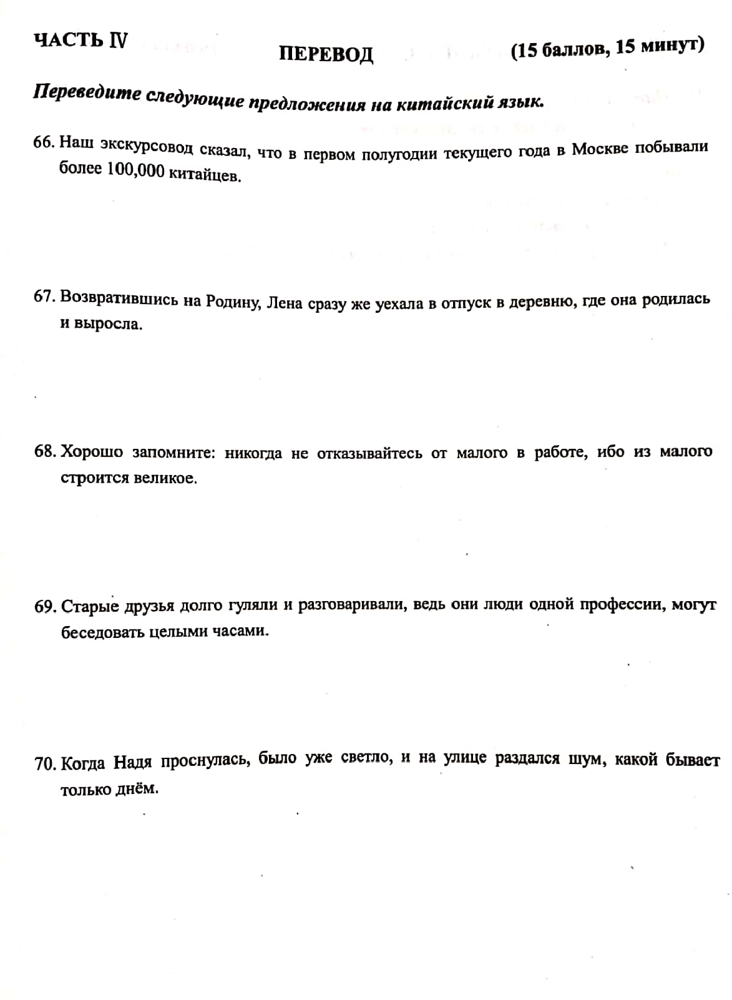 ЧАСТЬ IV
ПЕРЕВОД
(15 баллов, 15 минут)
Переведите следующие предложения на китайский язык.
66. Наш экскурсовод сказал, что в первом полугодии текущего года в Москве побывали
более 100,000 китайцев.
67. Возвратившись на Родину, Лена сразу же уехала в отпуск в деревню, где она родилась
и выросла.
68. Хорошо запомните: никогда не отказывайтесь от малого в работе, ибо из малого
строится великое.
69. Старые друзья долго гуляли и разговаривали, ведь они люди одной профессии, могут
беседовать целыми часами.
70. Когда Надя проснулась, было уже светло, и на улице раздался шум, какой бывает
только днём.